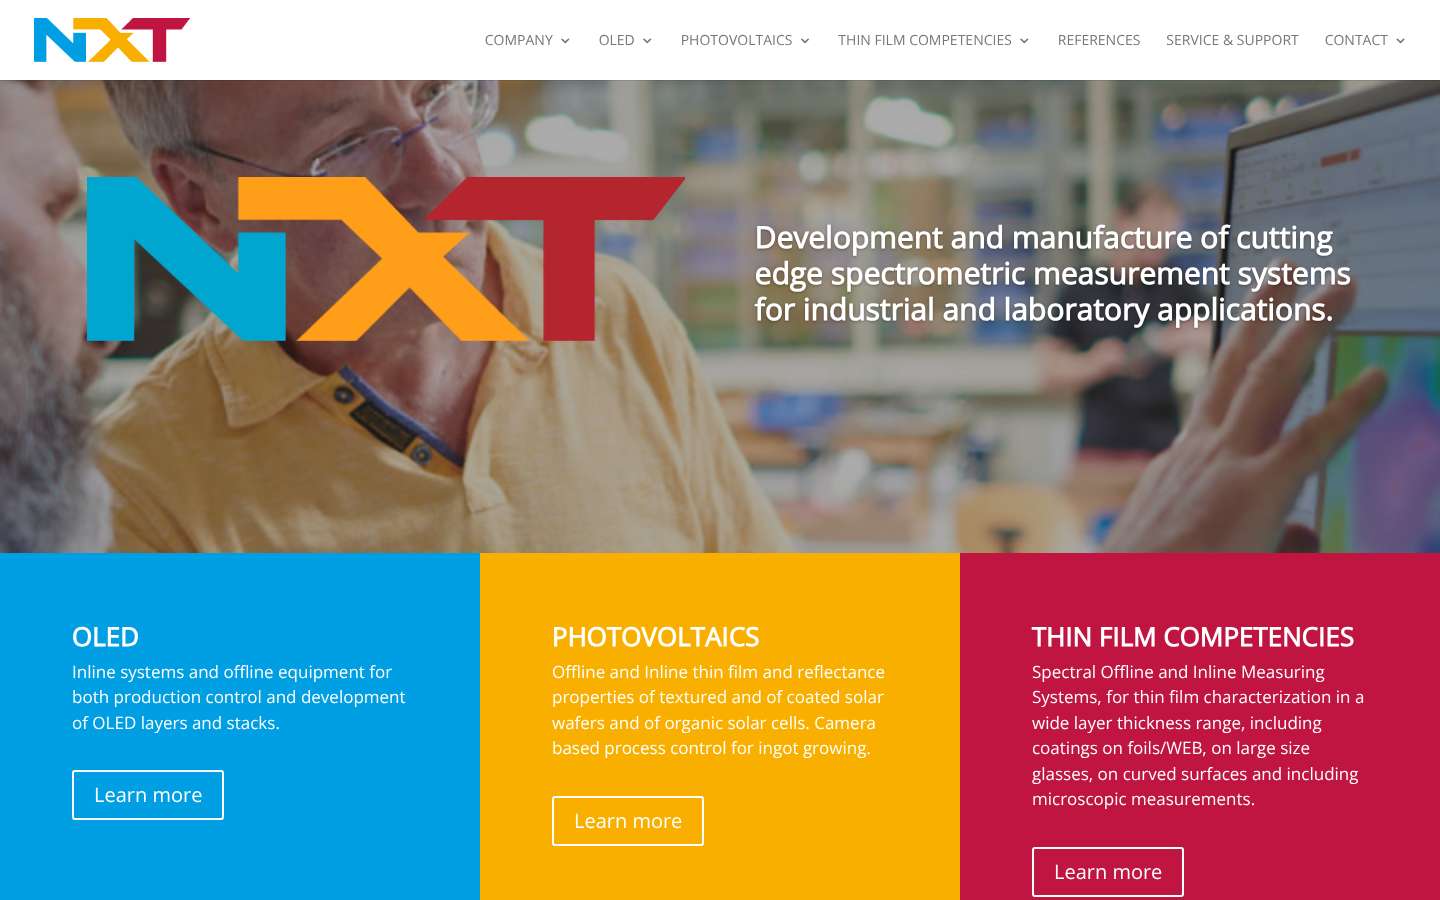 NXT
COMPANY
OLED
PHOTOVOLTAICS
THIN FILM COMPETENCIES
REFERENCES
SERVICE & SUPPORT
CONTACT
NXT
Development and manufacture of cutting
edge spectrometric measurement systems
for industrial and laboratory applications.
OLED
Inline systems and offline equipment for
both production control and development
of OLED layers and stacks.
Learn more
PHOTOVOLTAICS
Offline and Inline thin film and reflectance
properties of textured and of coated solar
wafers and of organic solar cells. Camera
based process control for ingot growing.
Learn more
THIN FILM COMPETENCIES
Spectral Offline and Inline Measuring
Systems, for thin film characterization in a
wide layer thickness range, including
coatings on foils/WEB, on large size
glasses, on curved surfaces and including
microscopic measurements.
Learn more